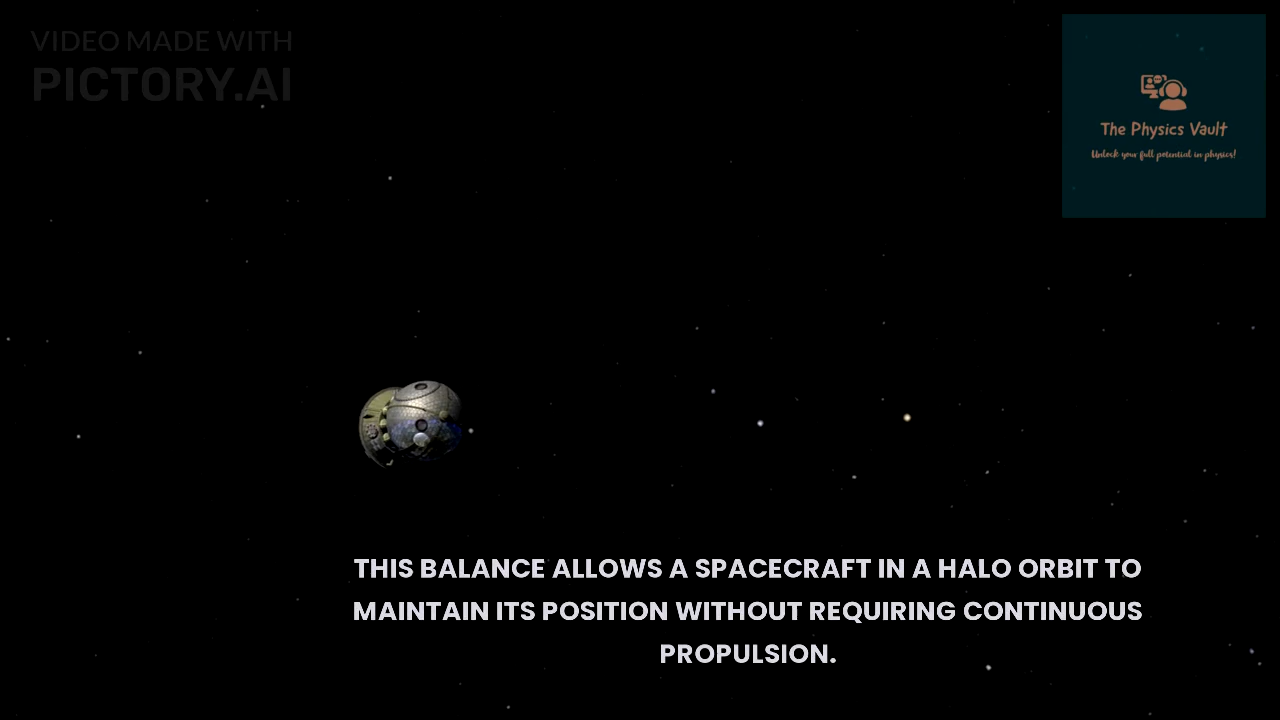 VIDEO MADE WITH
PICTORY.AI
The Physics Vault
Unlock your full potential in physics!
THIS BALANCE ALLOWS A SPACECRAFT IN A HALO ORBIT TO
MAINTAIN ITS POSITION WITHOUT REQUIRING CONTINUOUS
PROPULSION.